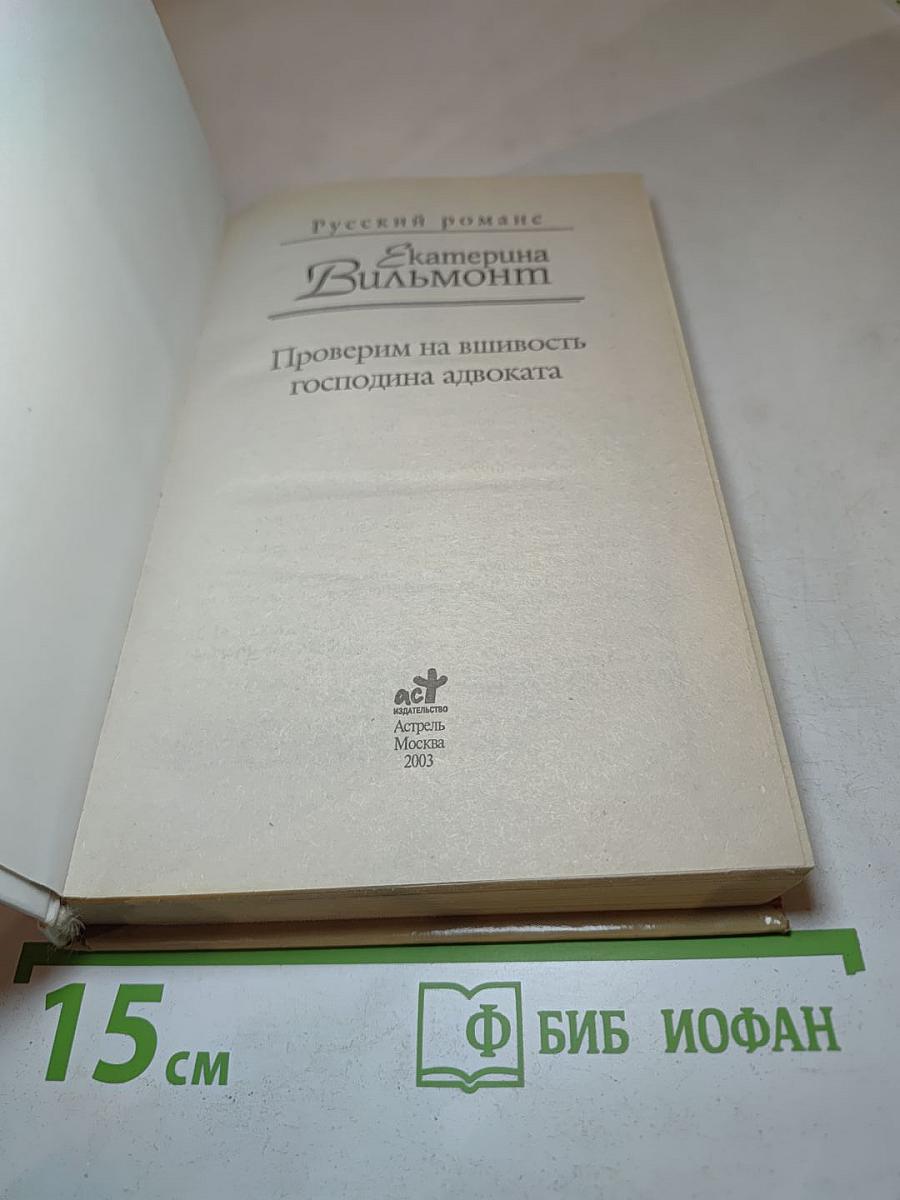 Русский романс
Екатерина
Вильмонт
Проверим на вшивость
господина адвоката
аст
ИЗДАТЕЛЬСТВО
Астрель
Москва
2003
15 см
Ф БИБ ИОФАН